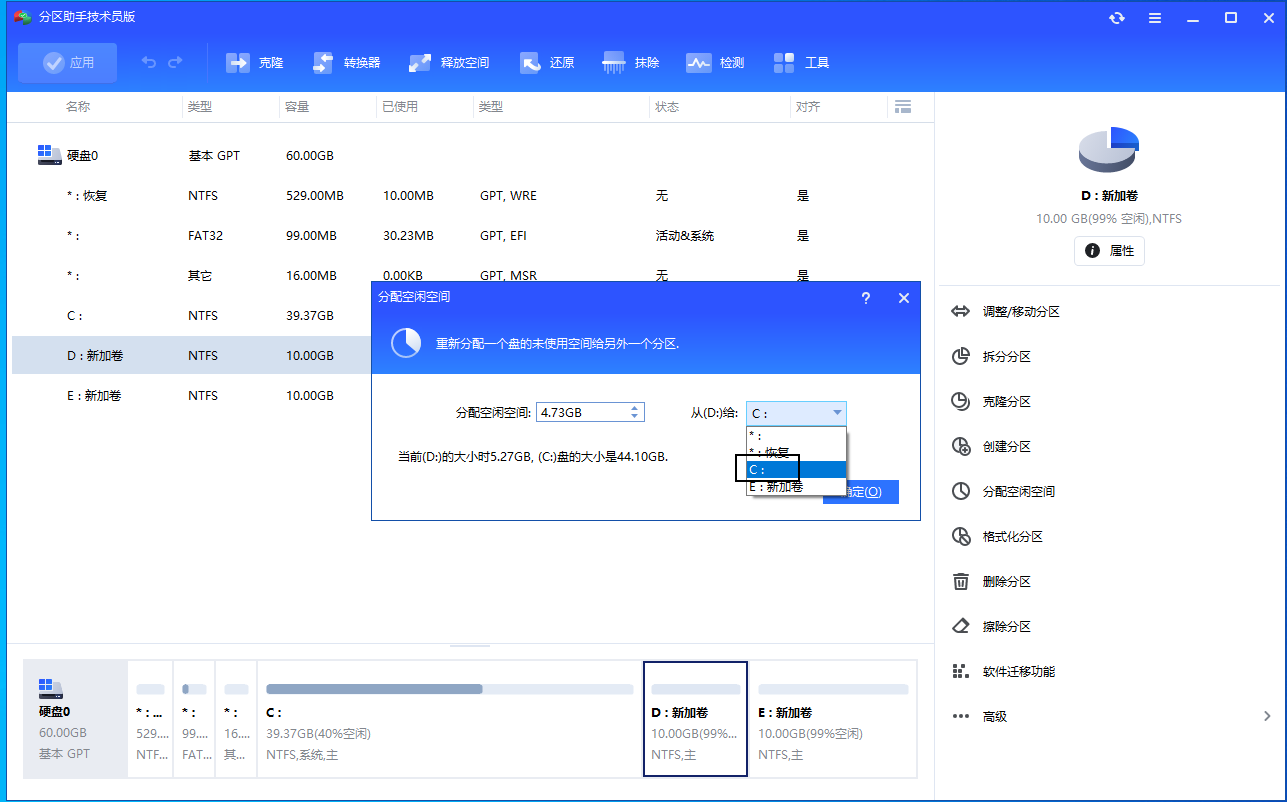 分区助手技术员版
应用
克隆
转换器
释放空间
还原
抹除
检测
工具
名称 类型 容量 已使用 类型 状态 对齐
硬盘0 基本 GPT 60.00GB
* : 恢复 NTFS 529.00MB 10.00MB GPT, WRE 无 是
* : FAT32 99.00MB 30.23MB GPT, EFI 活动&系统 是
* : 其它 16.00MB 0.00KB GPT, MSR 无 是
C : NTFS 39.37GB
D : 新加卷 NTFS 10.00GB
E : 新加卷 NTFS 10.00GB
分配空闲空间 ?
重新分配一个盘的未使用空间给另外一个分区.
分配空闲空间: 4.73GB 从(D:)给: C :
* :
* : 恢复
C :
E : 新加卷
当前(D:)的大小时5.27GB, (C:)盘的大小是44.10GB.
定(O)
D : 新加卷
10.00 GB(99% 空闲),NTFS
属性
调整/移动分区
拆分分区
克隆分区
创建分区
分配空闲空间
格式化分区
删除分区
擦除分区
软件迁移功能
高级
硬盘0
60.00GB
基本 GPT
* : ...
529....
NTF...
* :
99....
FAT...
* :
16....
其...
C :
39.37GB(40%空闲)
NTFS,系统,主
D : 新加卷
10.00GB(99%...
NTFS,主
E : 新加卷
10.00GB(99%空闲)
NTFS,主